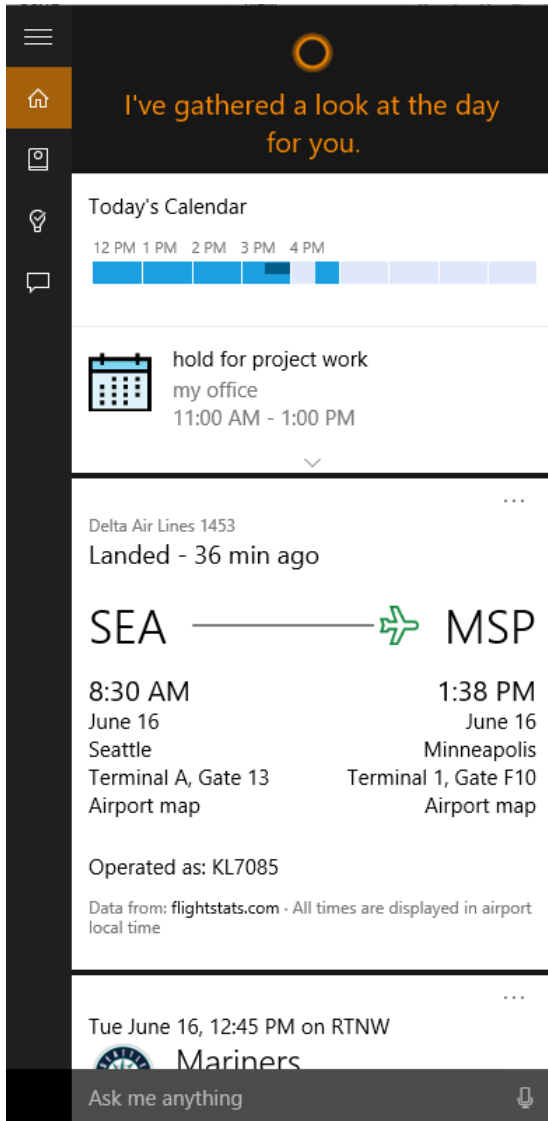 I've gathered a look at the day
for you.
Today's Calendar
12 PM 1 PM 2 PM 3 PM 4 PM
hold for project work
my office
11:00 AM - 1:00 PM
Delta Air Lines 1453
Landed - 36 min ago
SEA MSP
8:30 AM 1:38 PM
June 16 June 16
Seattle Minneapolis
Terminal A, Gate 13 Terminal 1, Gate F10
Airport map Airport map
Operated as: KL7085
Data from: flightstats.com · All times are displayed in airport
local time
Tue June 16, 12:45 PM on RTNW
Mariners
Ask me anything